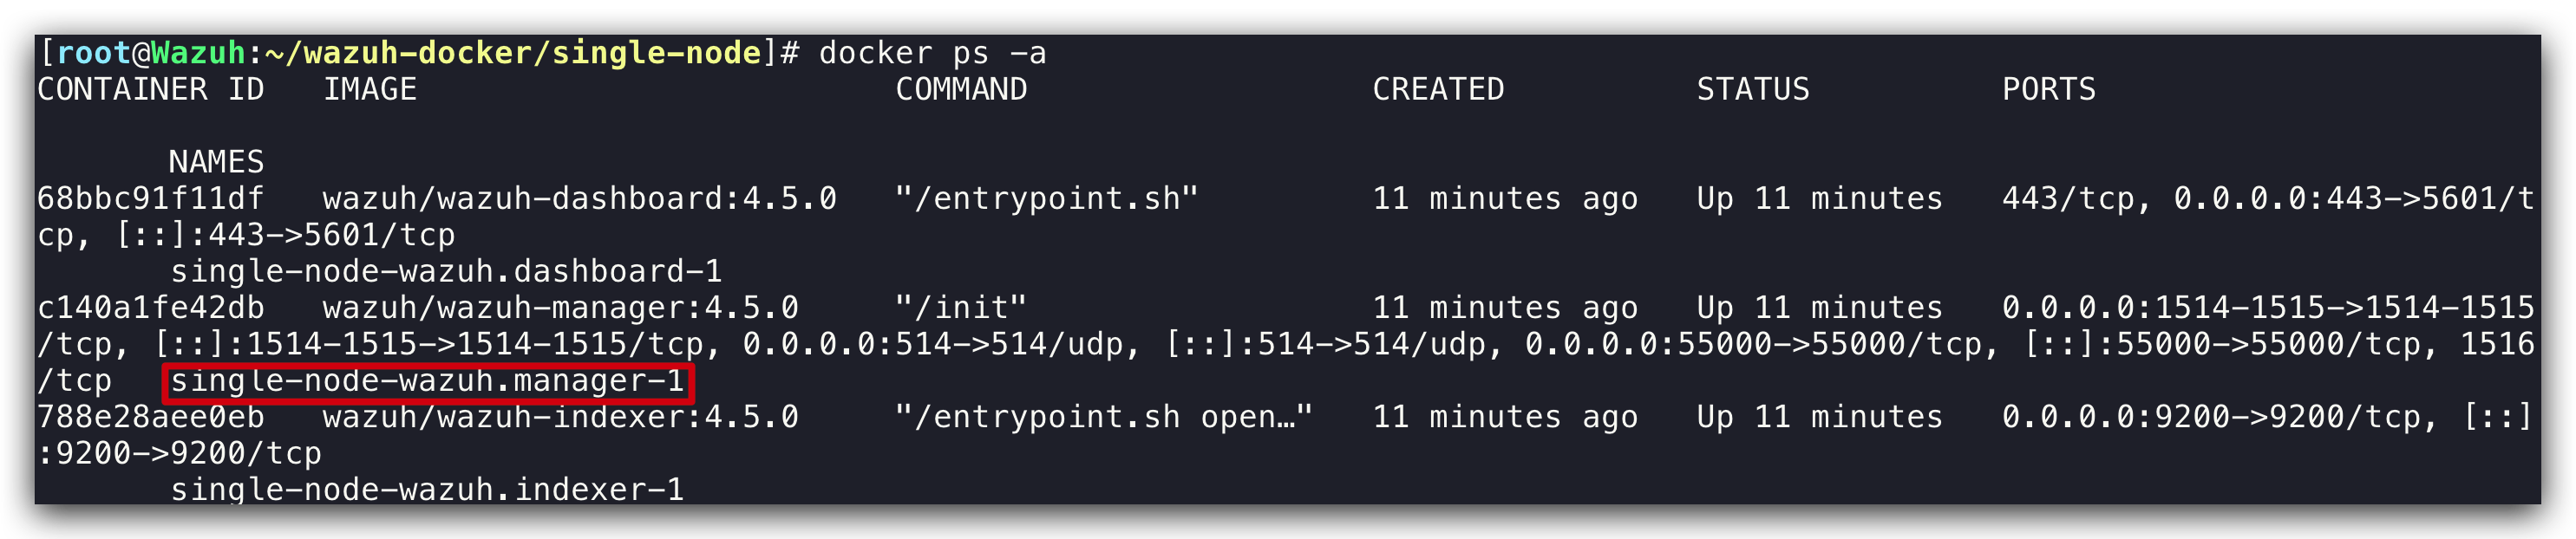 [root@Wazuh:~/wazuh-docker/single-node]# docker ps -a
CONTAINER ID   IMAGE                         COMMAND                  CREATED          STATUS          PORTS
       NAMES
68bbc91f11df   wazuh/wazuh-dashboard:4.5.0   "/entrypoint.sh"         11 minutes ago   Up 11 minutes   443/tcp, 0.0.0.0:443->5601/t
cp, [::]:443->5601/tcp
       single-node-wazuh.dashboard-1
c140a1fe42db   wazuh/wazuh-manager:4.5.0     "/init"                  11 minutes ago   Up 11 minutes   0.0.0.0:1514-1515->1514-1515
/tcp, [::]:1514-1515->1514-1515/tcp, 0.0.0.0:514->514/udp, [::]:514->514/udp, 0.0.0.0:55000->55000/tcp, [::]:55000->55000/tcp, 1516
/tcp   single-node-wazuh.manager-1
788e28aee0eb   wazuh/wazuh-indexer:4.5.0     "/entrypoint.sh open…"   11 minutes ago   Up 11 minutes   0.0.0.0:9200->9200/tcp, [::]
:9200->9200/tcp
       single-node-wazuh.indexer-1